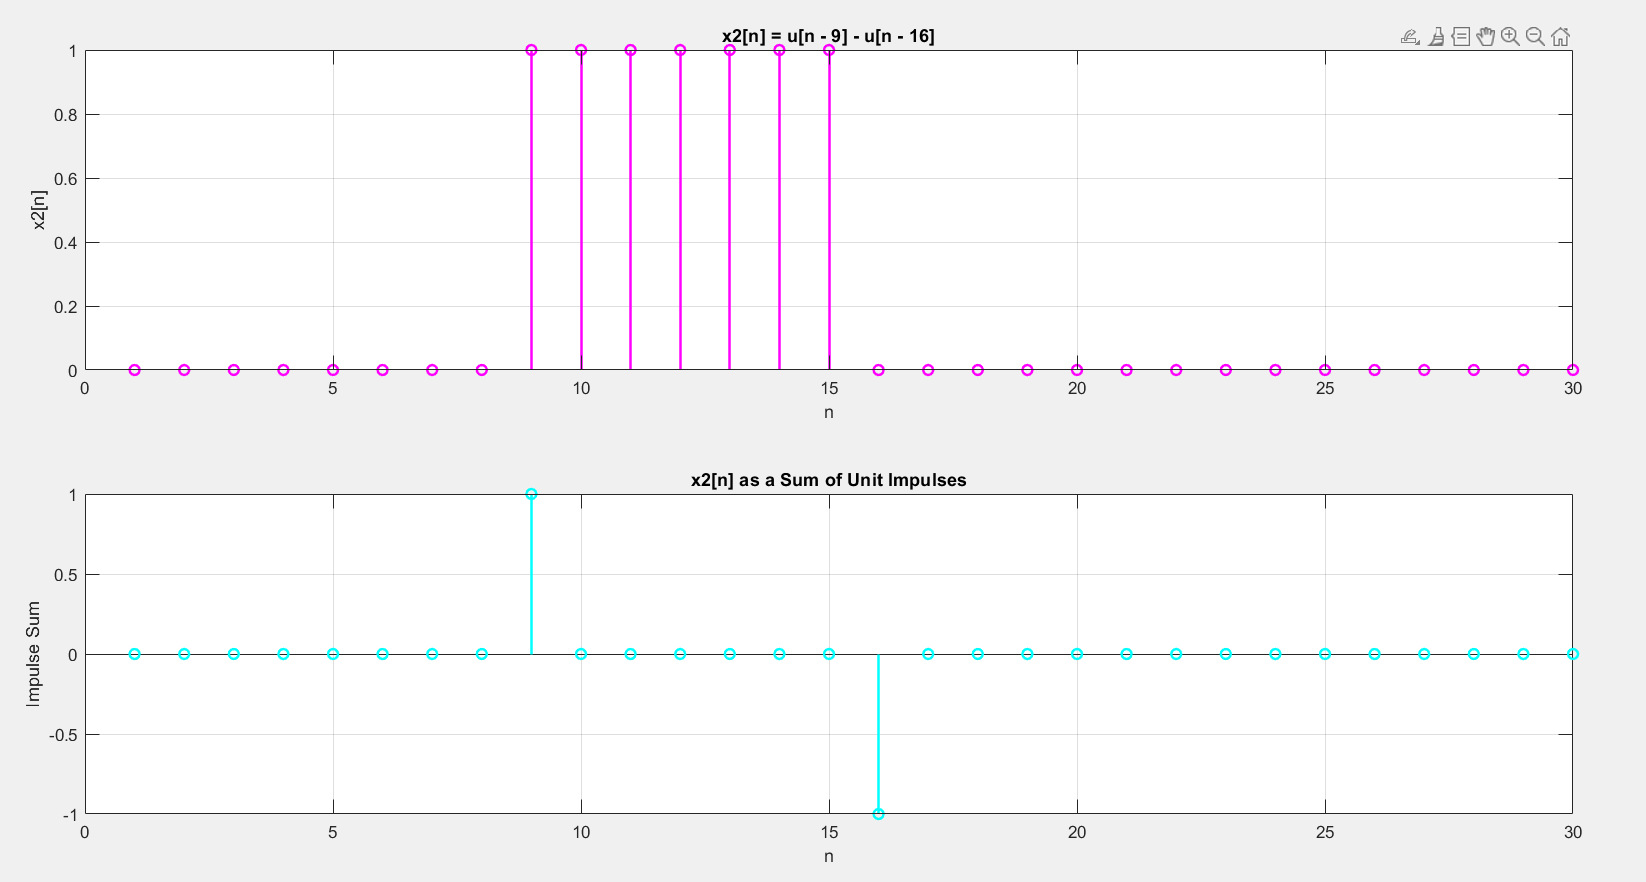 x2[n] = u[n - 9] - u[n - 16]
1
0.8
0.6
0.4
0.2
0
x2[n]
0 5 10 15 20 25 30
n
x2[n] as a Sum of Unit Impulses
1
0.5
0
-0.5
-1
Impulse Sum
0 5 10 15 20 25 30
n